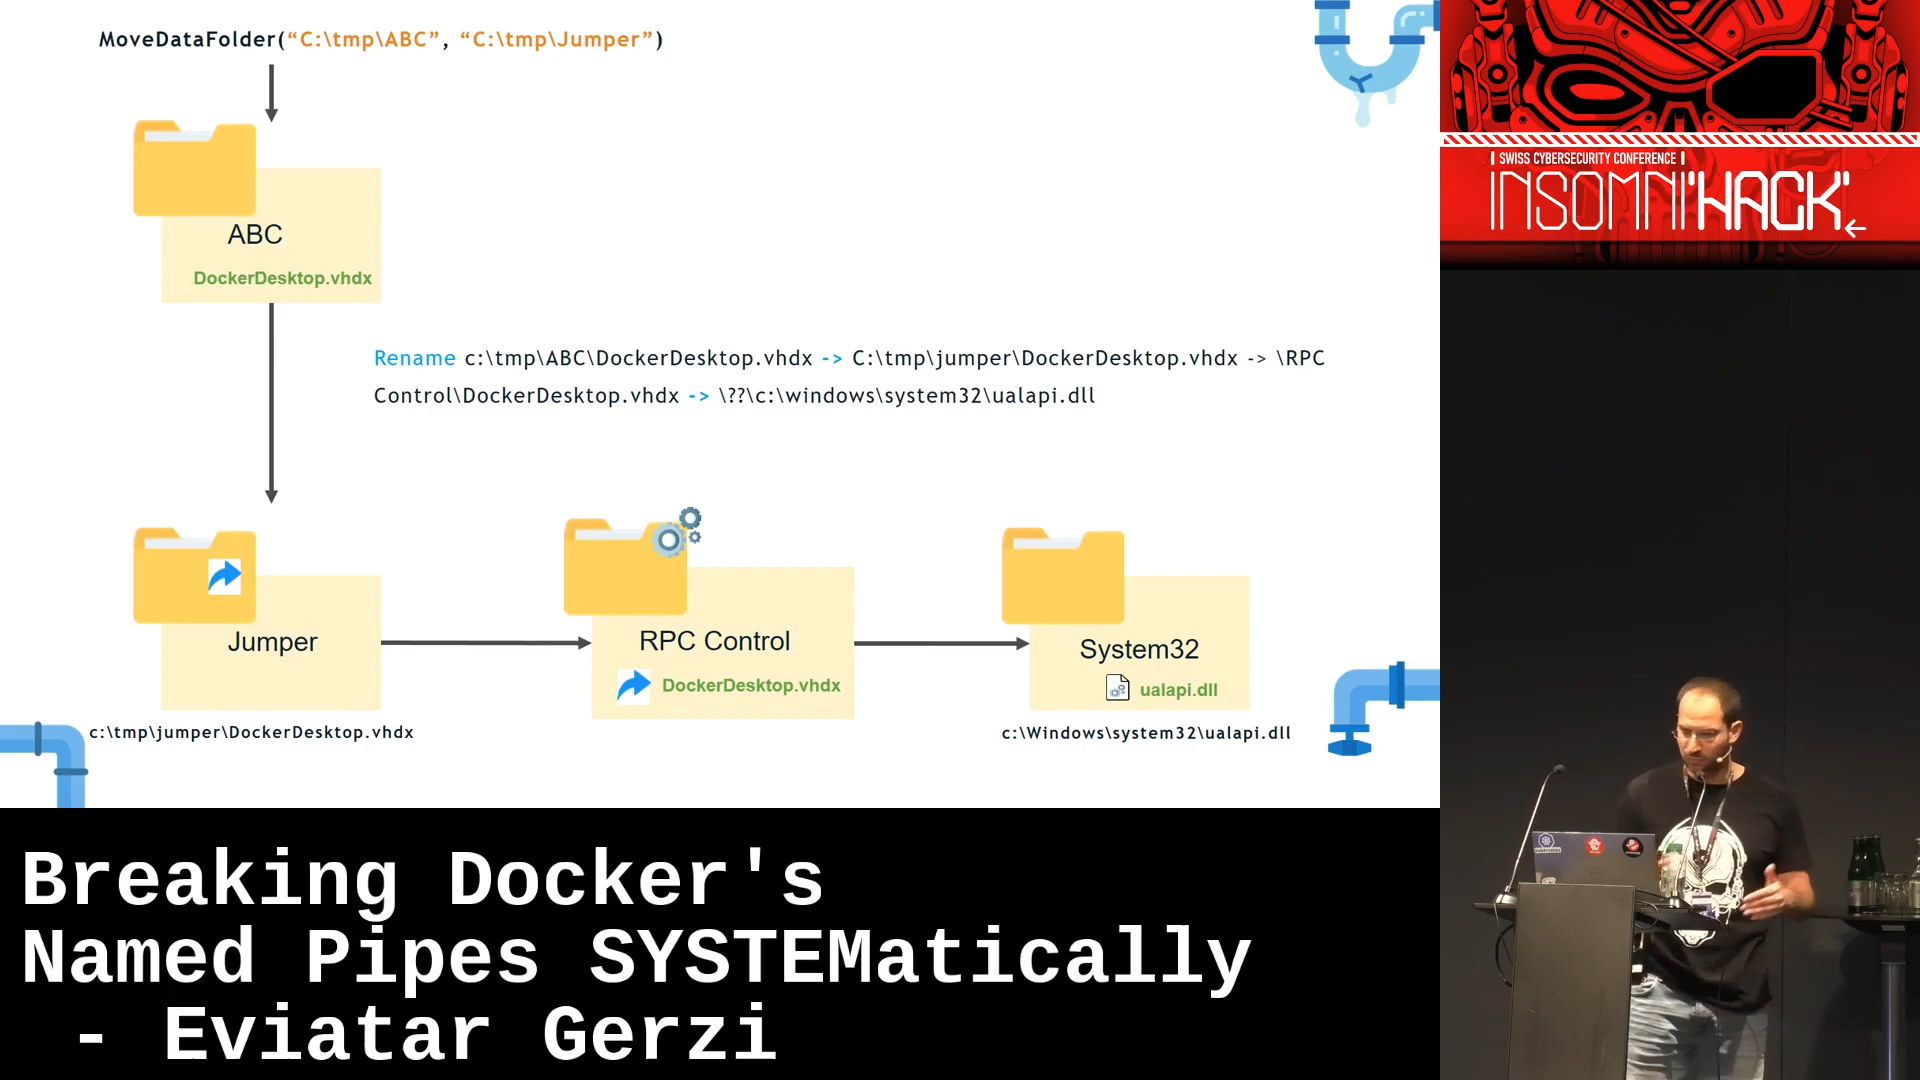 MoveDataFolder(“C:\tmp\ABC”, “C:\tmp\Jumper”)
ABC
DockerDesktop.vhdx
Rename c:\tmp\ABC\DockerDesktop.vhdx -> C:\tmp\jumper\DockerDesktop.vhdx -> \RPC
Control\DockerDesktop.vhdx -> \??\c:\windows\system32\ualapi.dll
Jumper
c:\tmp\jumper\DockerDesktop.vhdx
RPC Control
DockerDesktop.vhdx
System32
ualapi.dll
c:\Windows\system32\ualapi.dll
SWISS CYBERSECURITY CONFERENCE
INSOMNI'HACK
Breaking Docker's
Named Pipes SYSTEMatically
- Eviatar Gerzi